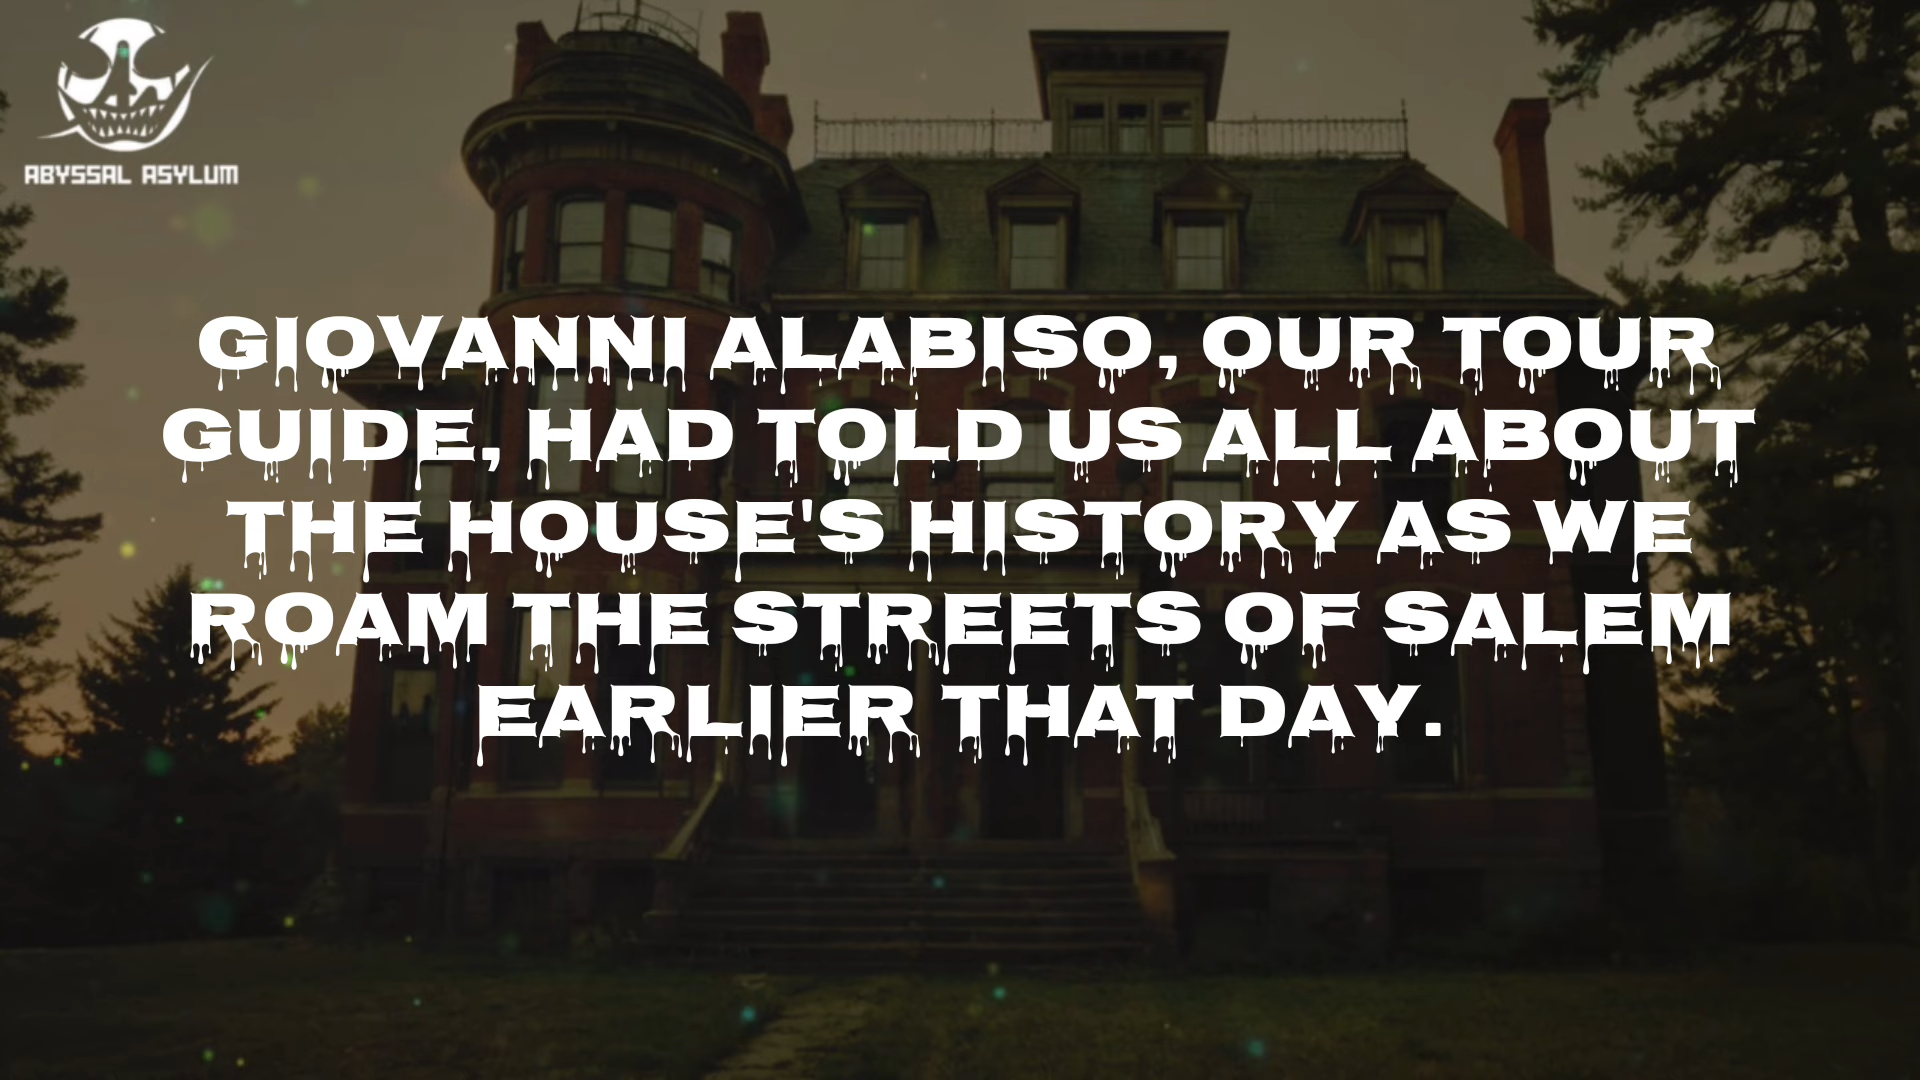 ABYSSAL ASYLUM
GIOVANNI ALABISO, OUR TOUR
GUIDE, HAD TOLD US ALL ABOUT
THE HOUSE'S HISTORY AS WE
ROAM THE STREETS OF SALEM
EARLIER THAT DAY.